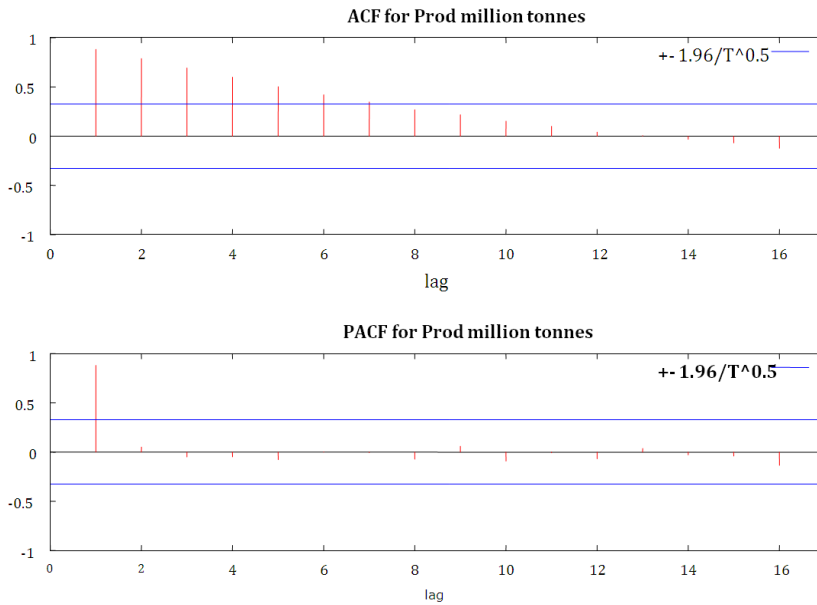 ACF for Prod million tonnes
+- 1.96/T^0.5
1
0.5
0
-0.5
-1
0 2 4 6 8 10 12 14 16
lag
PACF for Prod million tonnes
+- 1.96/T^0.5
1
0.5
0
-0.5
-1
0 2 4 6 8 10 12 14 16
lag